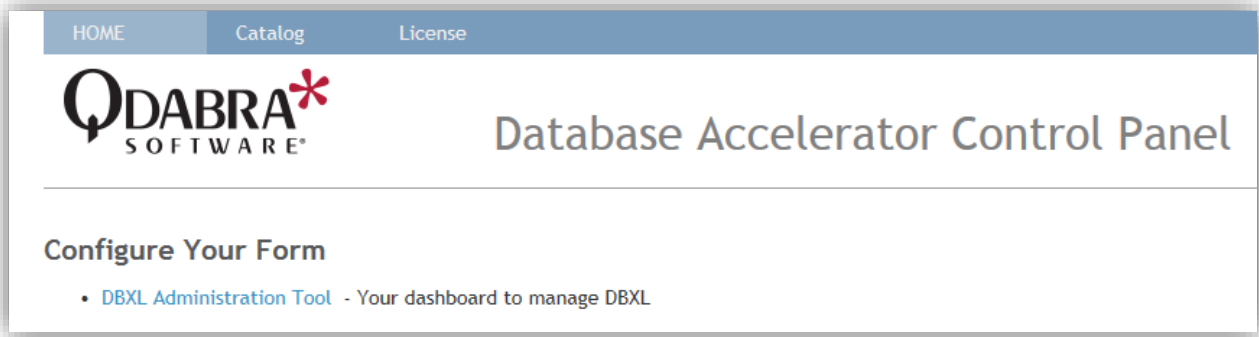 HOME Catalog License
QDABRA*
SOFTWARE®
Database Accelerator Control Panel
Configure Your Form
• DBXL Administration Tool - Your dashboard to manage DBXL